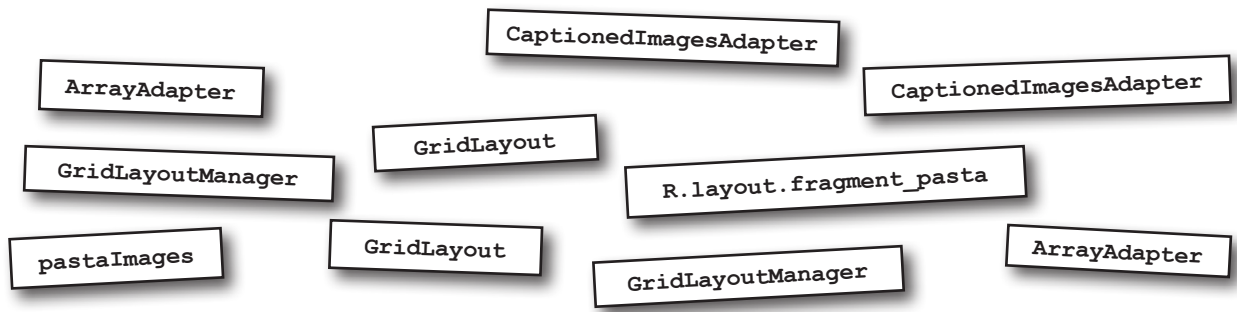 CaptionedImagesAdapter
ArrayAdapter
CaptionedImagesAdapter
GridLayout
GridLayoutManager
R.layout.fragment_pasta
pastaImages
GridLayout
GridLayoutManager
ArrayAdapter